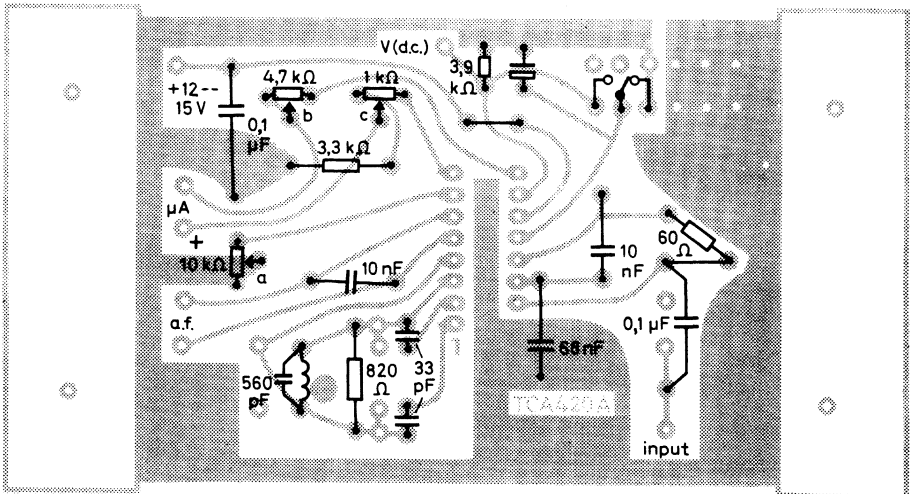 V(d.c.)
+12--
15 V
4,7 kΩ
1 kΩ
3,9
kΩ
b
c
0,1
µF
3,3 kΩ
µA
+
10 kΩ
a
10 nF
10
nF
60
Ω
a.f.
0,1 µF
68 nF
560
pF
820
Ω
33
pF
1
TCA420A
input